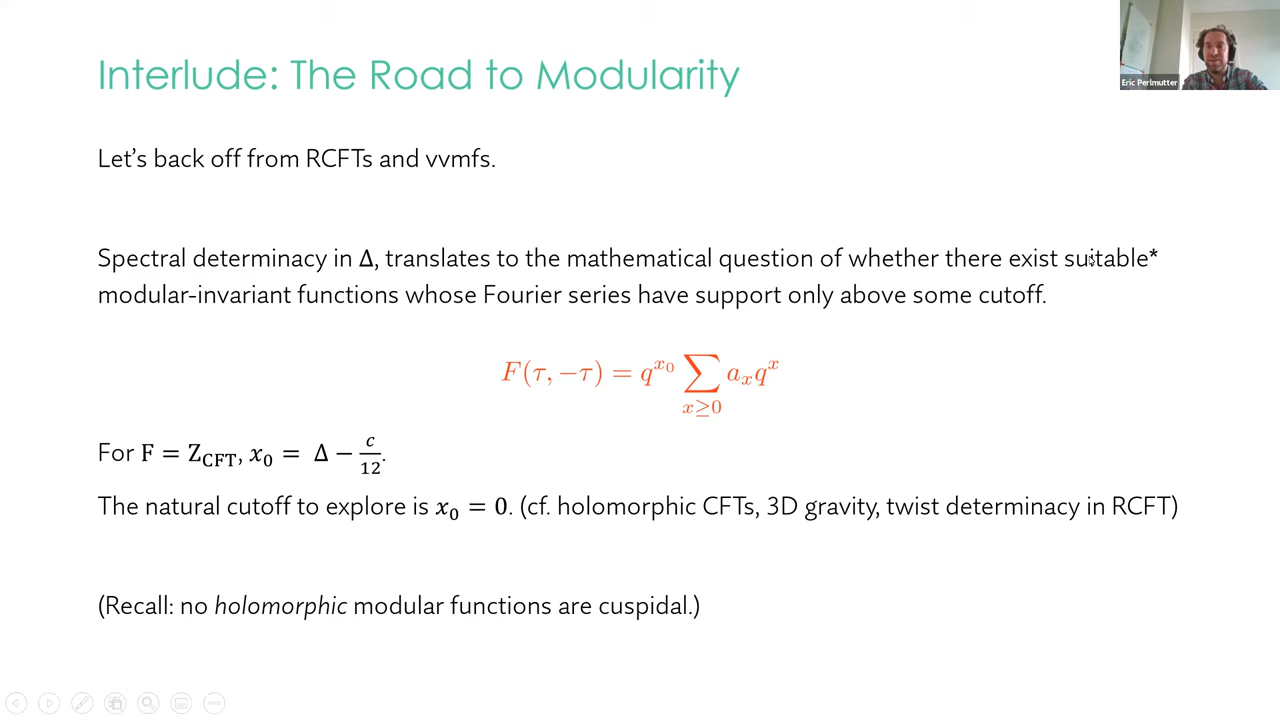 Interlude: The Road to Modularity
Eric Perlmutter
Let's back off from RCFTs and vvmfs.
Spectral determinacy in Δ, translates to the mathematical question of whether there exist suitable*
modular-invariant functions whose Fourier series have support only above some cutoff.
F(τ, −τ) = q^{x_0} ∑_{x≥0} a_x q^x
For F = Z_CFT, x_0 = Δ − c/12.
The natural cutoff to explore is x_0 = 0. (cf. holomorphic CFTs, 3D gravity, twist determinacy in RCFT)
(Recall: no holomorphic modular functions are cuspidal.)